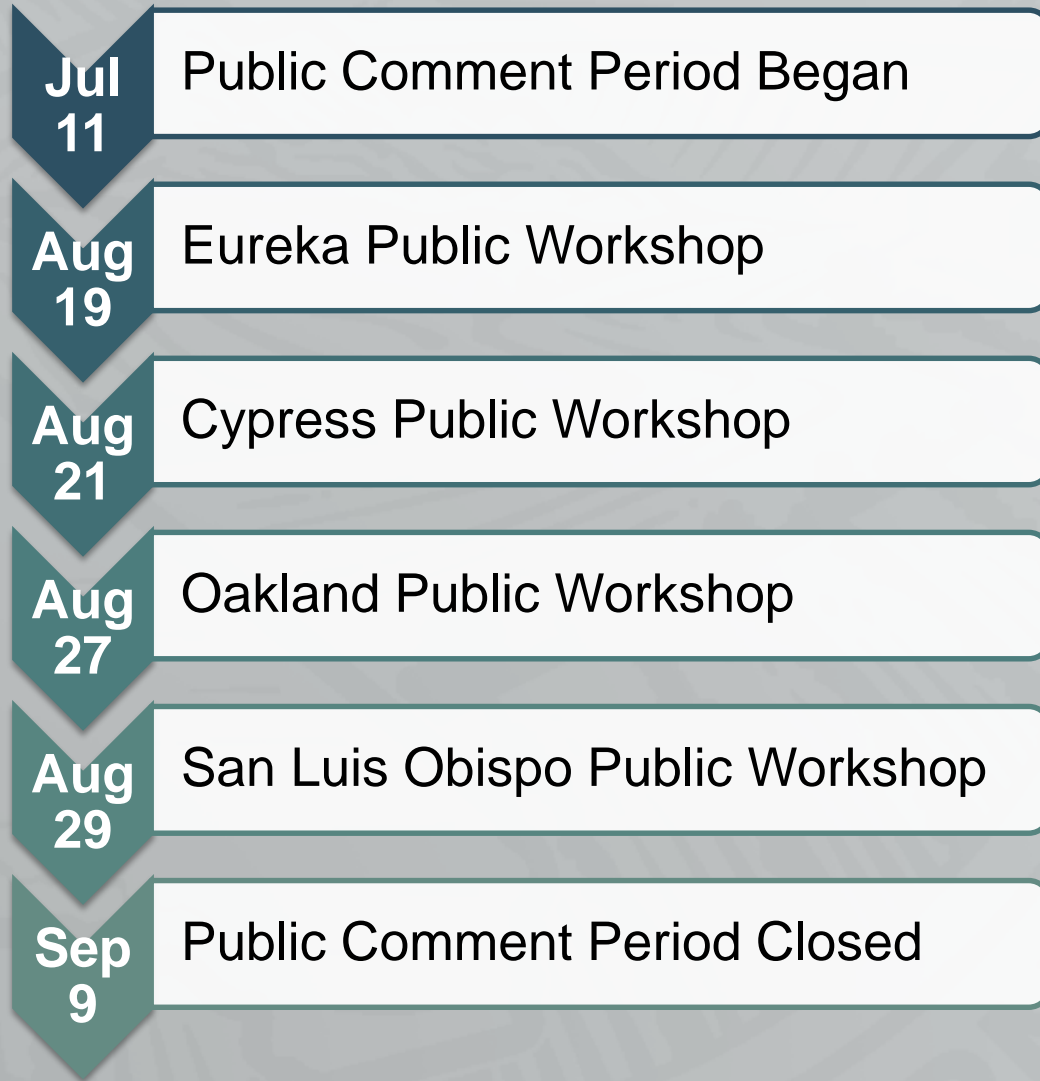 Jul
11
Public Comment Period Began
Aug
19
Eureka Public Workshop
Aug
21
Cypress Public Workshop
Aug
27
Oakland Public Workshop
Aug
29
San Luis Obispo Public Workshop
Sep
9
Public Comment Period Closed